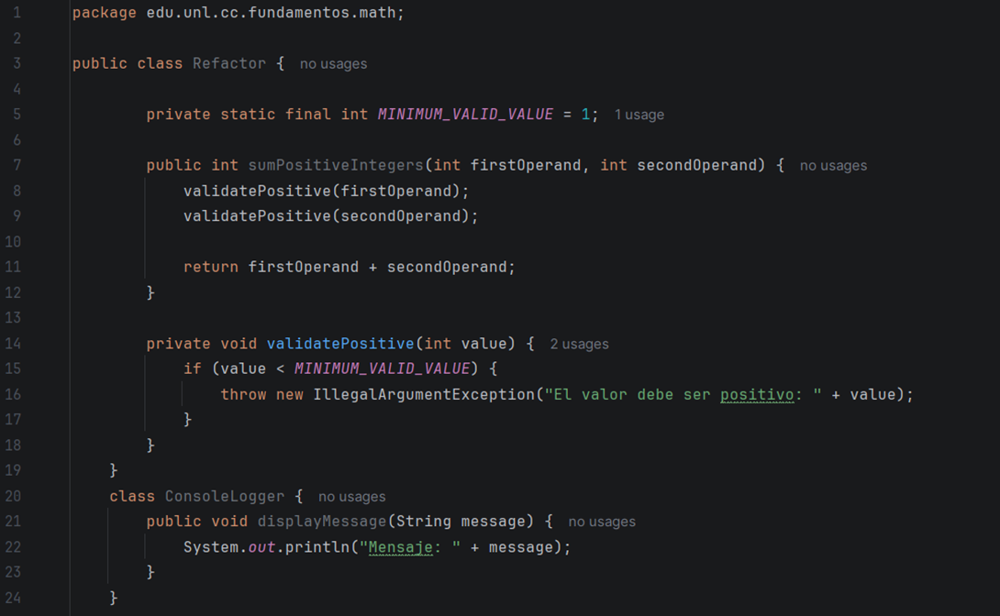 1 package edu.unl.cc.fundamentos.math;
2
3 public class Refactor { no usages
4
5 private static final int MINIMUM_VALID_VALUE = 1; 1 usage
6
7 public int sumPositiveIntegers(int firstOperand, int secondOperand) { no usages
8 validatePositive(firstOperand);
9 validatePositive(secondOperand);
10
11 return firstOperand + secondOperand;
12 }
13
14 private void validatePositive(int value) { 2 usages
15 if (value < MINIMUM_VALID_VALUE) {
16 throw new IllegalArgumentException("El valor debe ser positivo: " + value);
17 }
18 }
19 }
20 class ConsoleLogger { no usages
21 public void displayMessage(String message) { no usages
22 System.out.println("Mensaje: " + message);
23 }
24 }